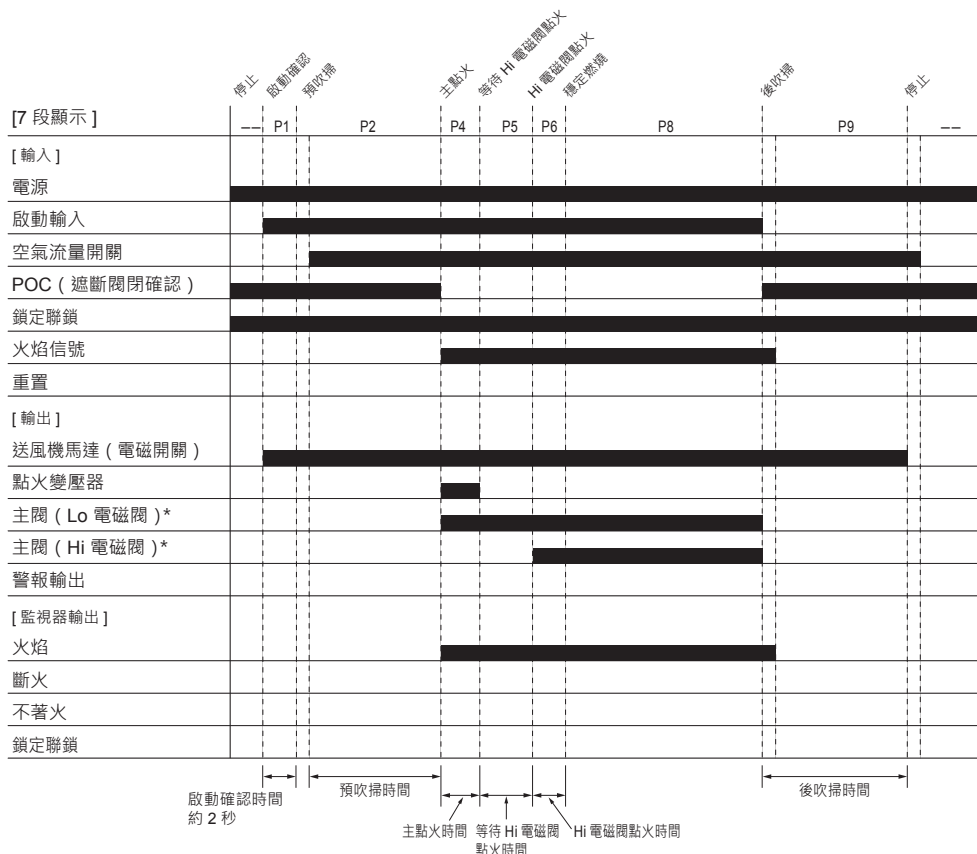 停止 啟動確認 預吹掃 主點火 等待 Hi 電磁閥點火 Hi 電磁閥點火 穩定燃燒 後吹掃 停止
[7 段顯示 ] −− P1 P2 P4 P5 P6 P8 P9 −−
[ 輸入 ]
電源
啟動輸入
空氣流量開關
POC ( 遮斷閥閉確認 )
鎖定聯鎖
火焰信號
重置
[ 輸出 ]
送風機馬達 ( 電磁開關 )
點火變壓器
主閥 ( Lo 電磁閥 )*
主閥 ( Hi 電磁閥 )*
警報輸出
[ 監視器輸出 ]
火焰
斷火
不著火
鎖定聯鎖
啟動確認時間
約 2 秒
預吹掃時間
主點火時間
等待 Hi 電磁閥
點火時間
Hi 電磁閥點火時間
後吹掃時間